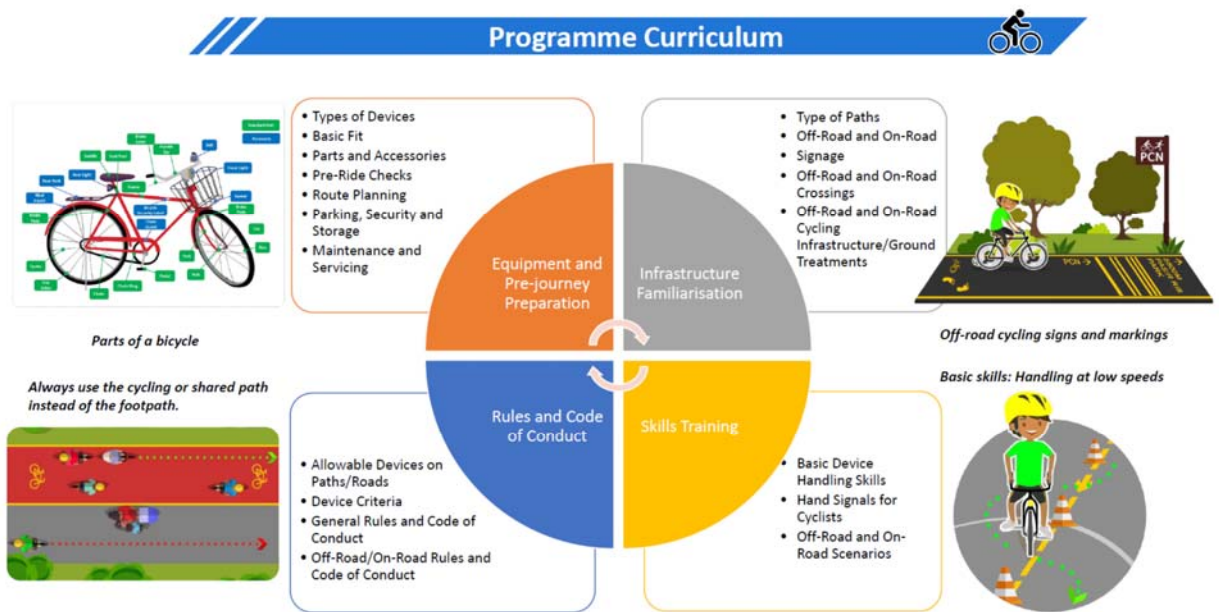 Programme Curriculum
• Types of Devices
• Basic Fit
• Parts and Accessories
• Pre-Ride Checks
• Route Planning
• Parking, Security and
Storage
• Maintenance and
Servicing
Equipment and
Pre-journey
Preparation
Parts of a bicycle
• Type of Paths
• Off-Road and On-Road
• Signage
• Off-Road and On-Road
Crossings
• Off-Road and On-Road
Cycling
Infrastructure/Ground
Treatments
Infrastructure
Familiarisation
PCN
PCN
Off-road cycling signs and markings
Always use the cycling or shared path
instead of the footpath.
Rules and Code
of Conduct
• Allowable Devices on
Paths/Roads
• Device Criteria
• General Rules and Code of
Conduct
• Off-Road/On-Road Rules and
Code of Conduct
Skills Training
• Basic Device
Handling Skills
• Hand Signals for
Cyclists
• Off-Road and On-
Road Scenarios
Basic skills: Handling at low speeds